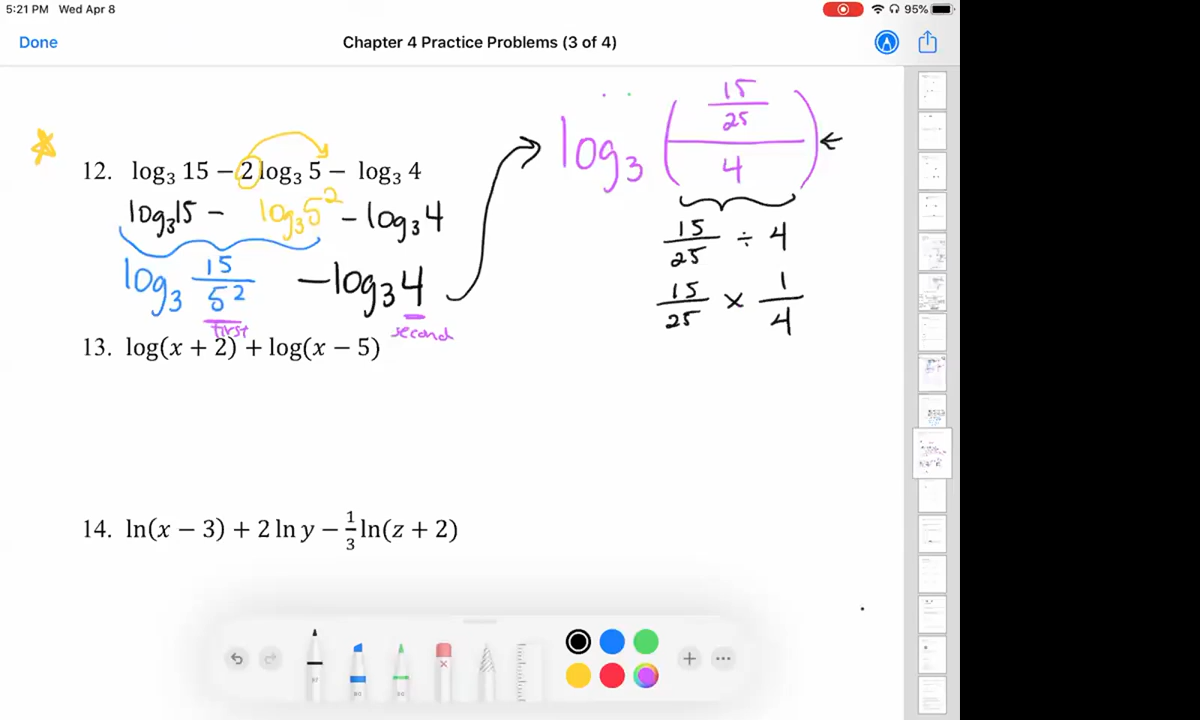 5:21 PM Wed Apr 8
95%
Done
Chapter 4 Practice Problems (3 of 4)
12. log₃ 15 − 2 log₃ 5 − log₃ 4
log₃15 − log₃5² − log₃4
log₃ 15/5² − log₃4
first
second
log₃ ((15/25)/4)
15/25 ÷ 4
15/25 × 1/4
13. log(x + 2) + log(x − 5)
14. ln(x − 3) + 2 ln y − 1/3 ln(z + 2)